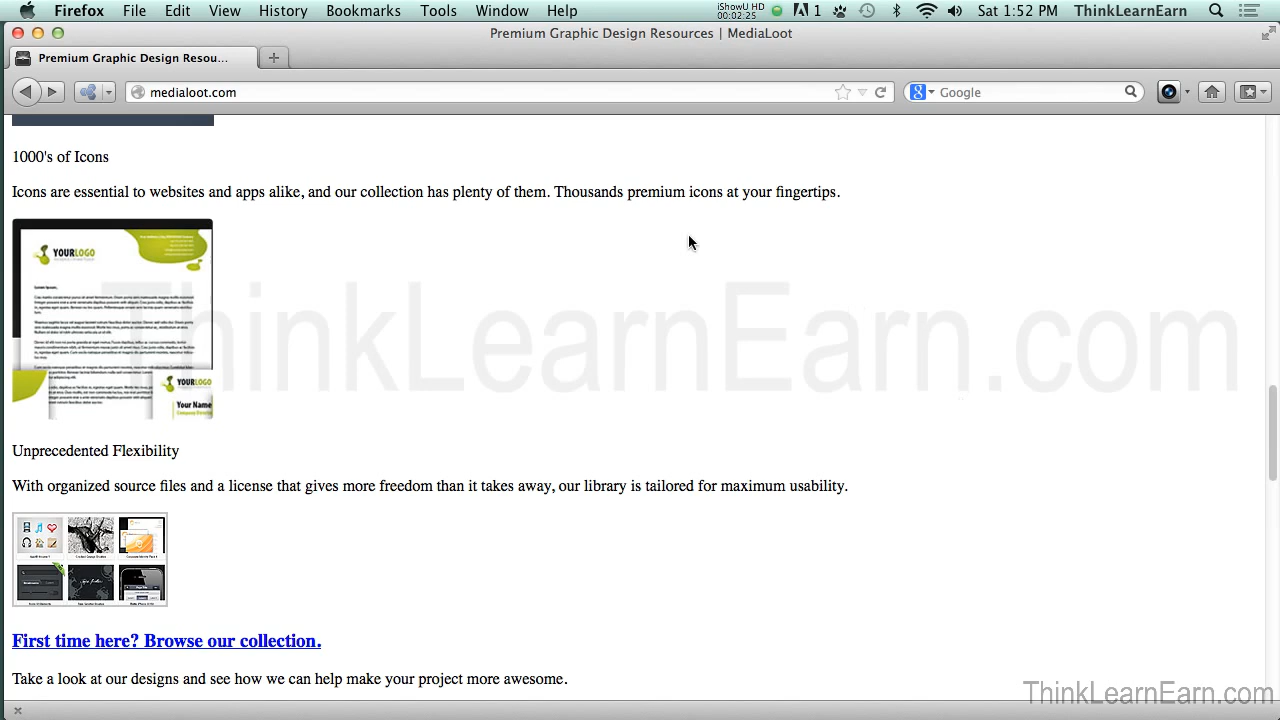 Firefox File Edit View History Bookmarks Tools Window Help iShowU HD 00:02:25 1 Sat 1:52 PM ThinkLearnEarn
Premium Graphic Design Resources | MediaLoot
Premium Graphic Design Resou...
medialoot.com Google
1000's of Icons
Icons are essential to websites and apps alike, and our collection has plenty of them. Thousands premium icons at your fingertips.
YOURLOGO
YOURLOGO
Your Name
ThinkLearnEarn.com
Unprecedented Flexibility
With organized source files and a license that gives more freedom than it takes away, our library is tailored for maximum usability.
First time here? Browse our collection.
Take a look at our designs and see how we can help make your project more awesome.
ThinkLearnEarn.com